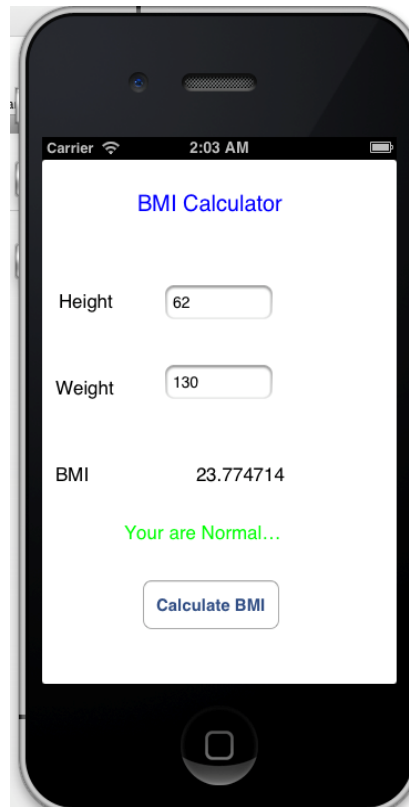 Carrier 2:03 AM
BMI Calculator
Height 62
Weight 130
BMI 23.774714
Your are Normal...
Calculate BMI